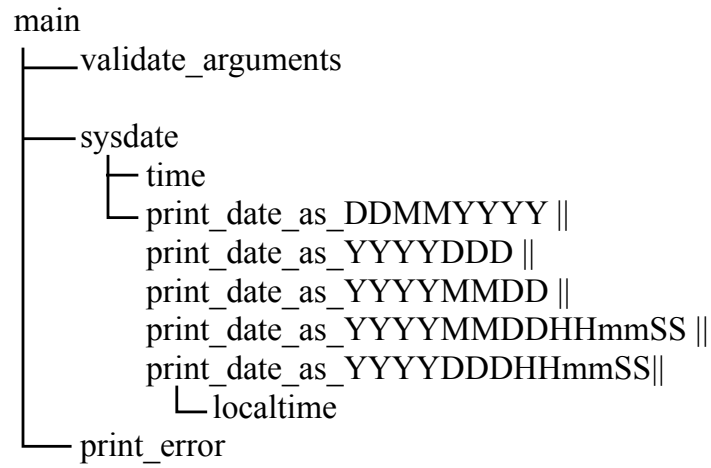 main
validate_arguments
sysdate
time
print_date_as_DDMMYYYY ||
print_date_as_YYYYDDD ||
print_date_as_YYYYMMDD ||
print_date_as_YYYYMMDDHHmmSS ||
print_date_as_YYYYDDDHHmmSS||
localtime
print_error